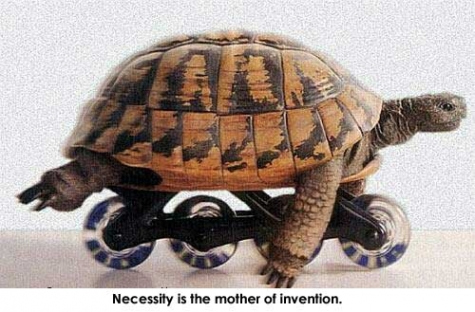 Necessity is the mother of invention.